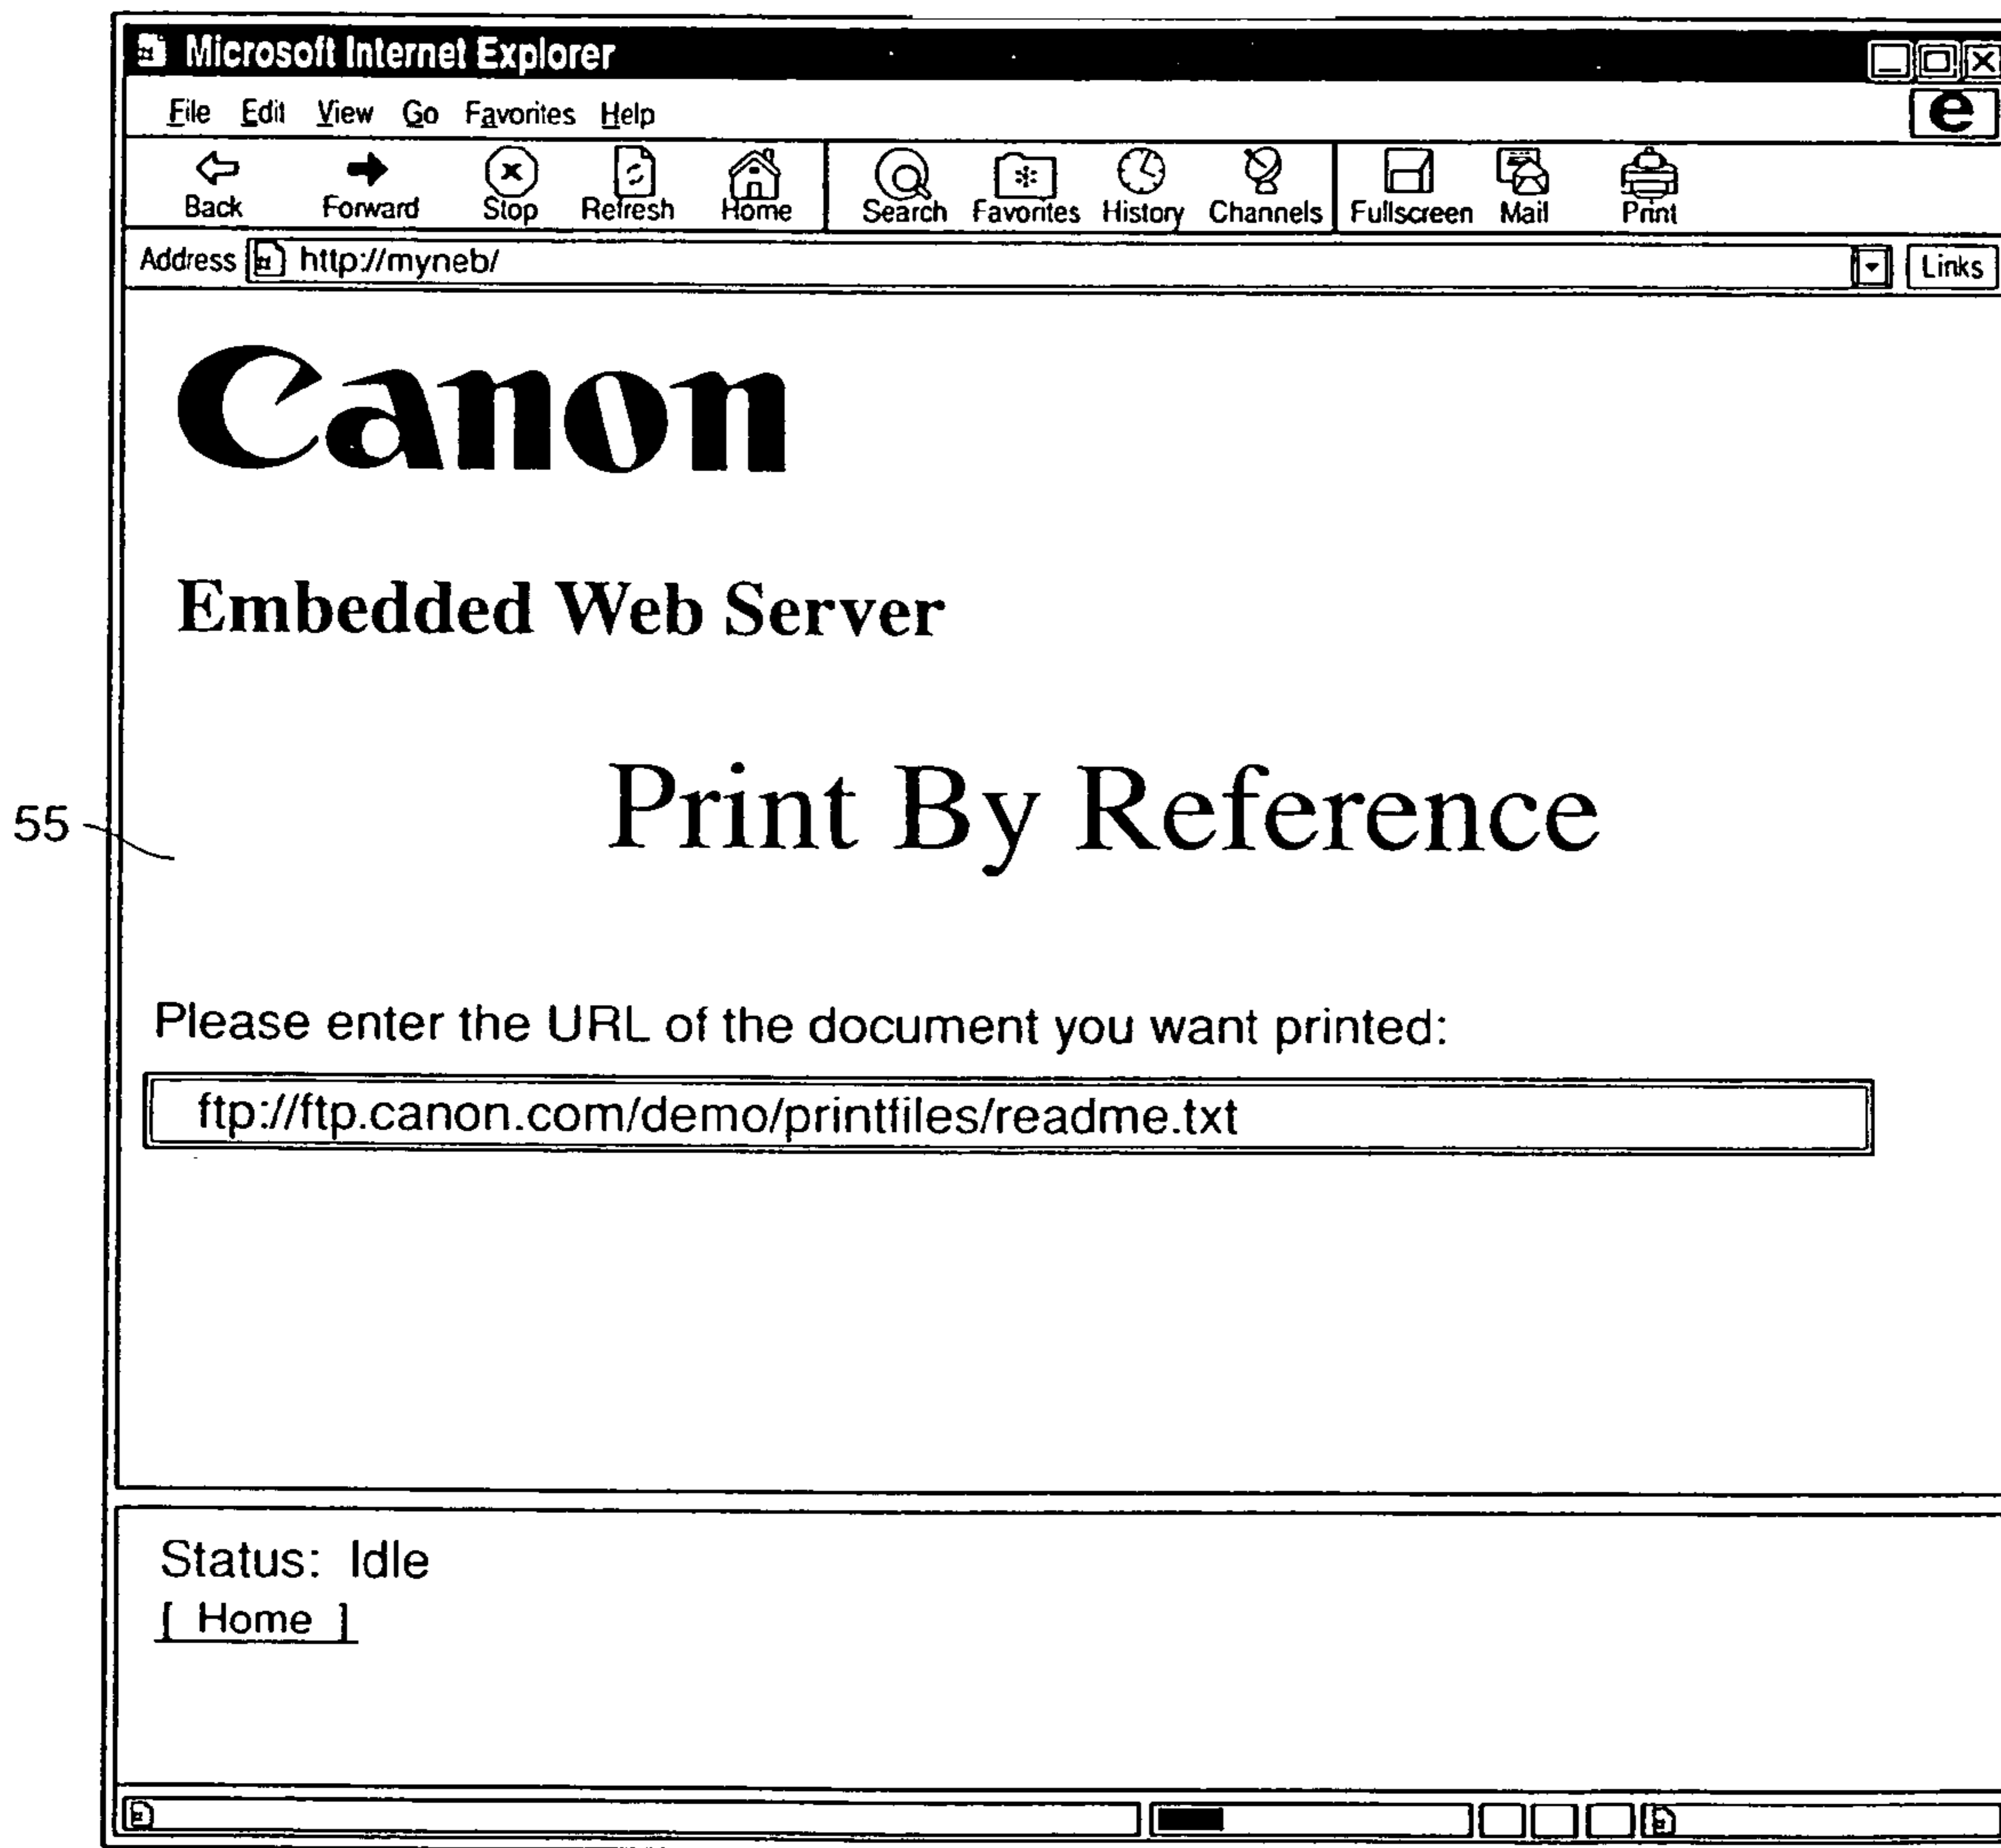 Microsoft Internet Explorer
File Edit View Go Favorites Help
e
Back Forward Stop Refresh Home Search Favorites History Channels Fullscreen Mail Print
Address http://myneb/ Links
Canon
Embedded Web Server
Print By Reference
55
Please enter the URL of the document you want printed:
ftp://ftp.canon.com/demo/printfiles/readme.txt
Status: Idle
[ Home ]